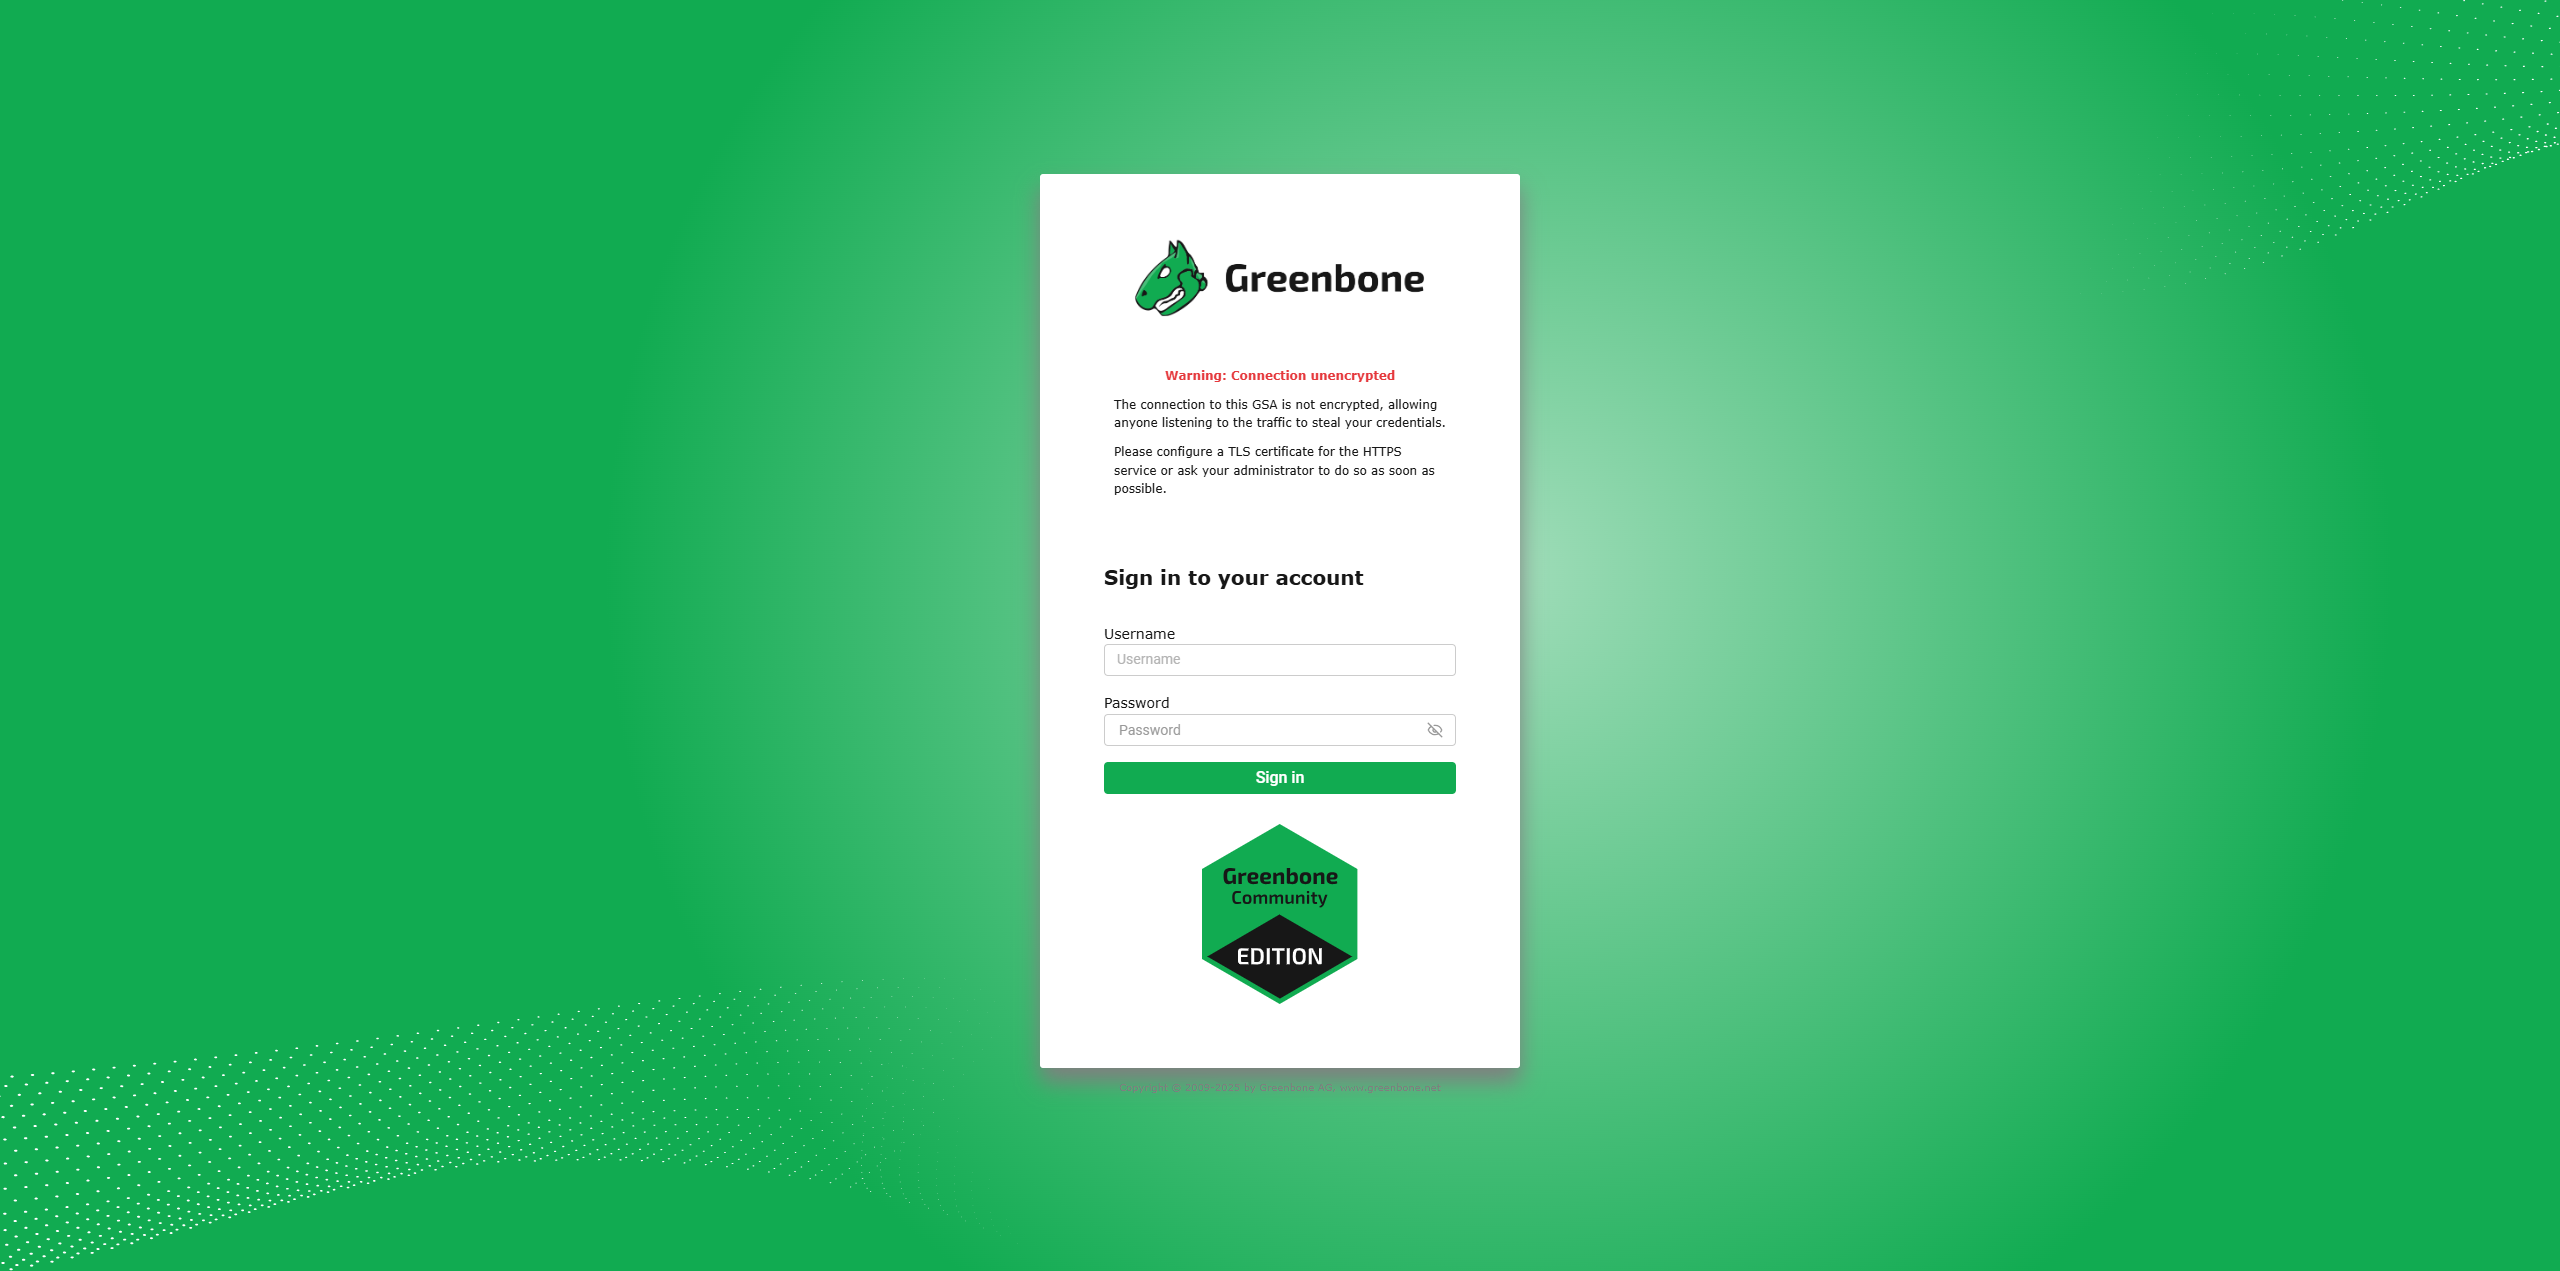 Greenbone
Warning: Connection unencrypted
The connection to this GSA is not encrypted, allowing
anyone listening to the traffic to steal your credentials.
Please configure a TLS certificate for the HTTPS
service or ask your administrator to do so as soon as
possible.
Sign in to your account
Username
Username
Password
Password
Sign in
Greenbone
Community
EDITION
Copyright © 2009-2025 by Greenbone AG, www.greenbone.net